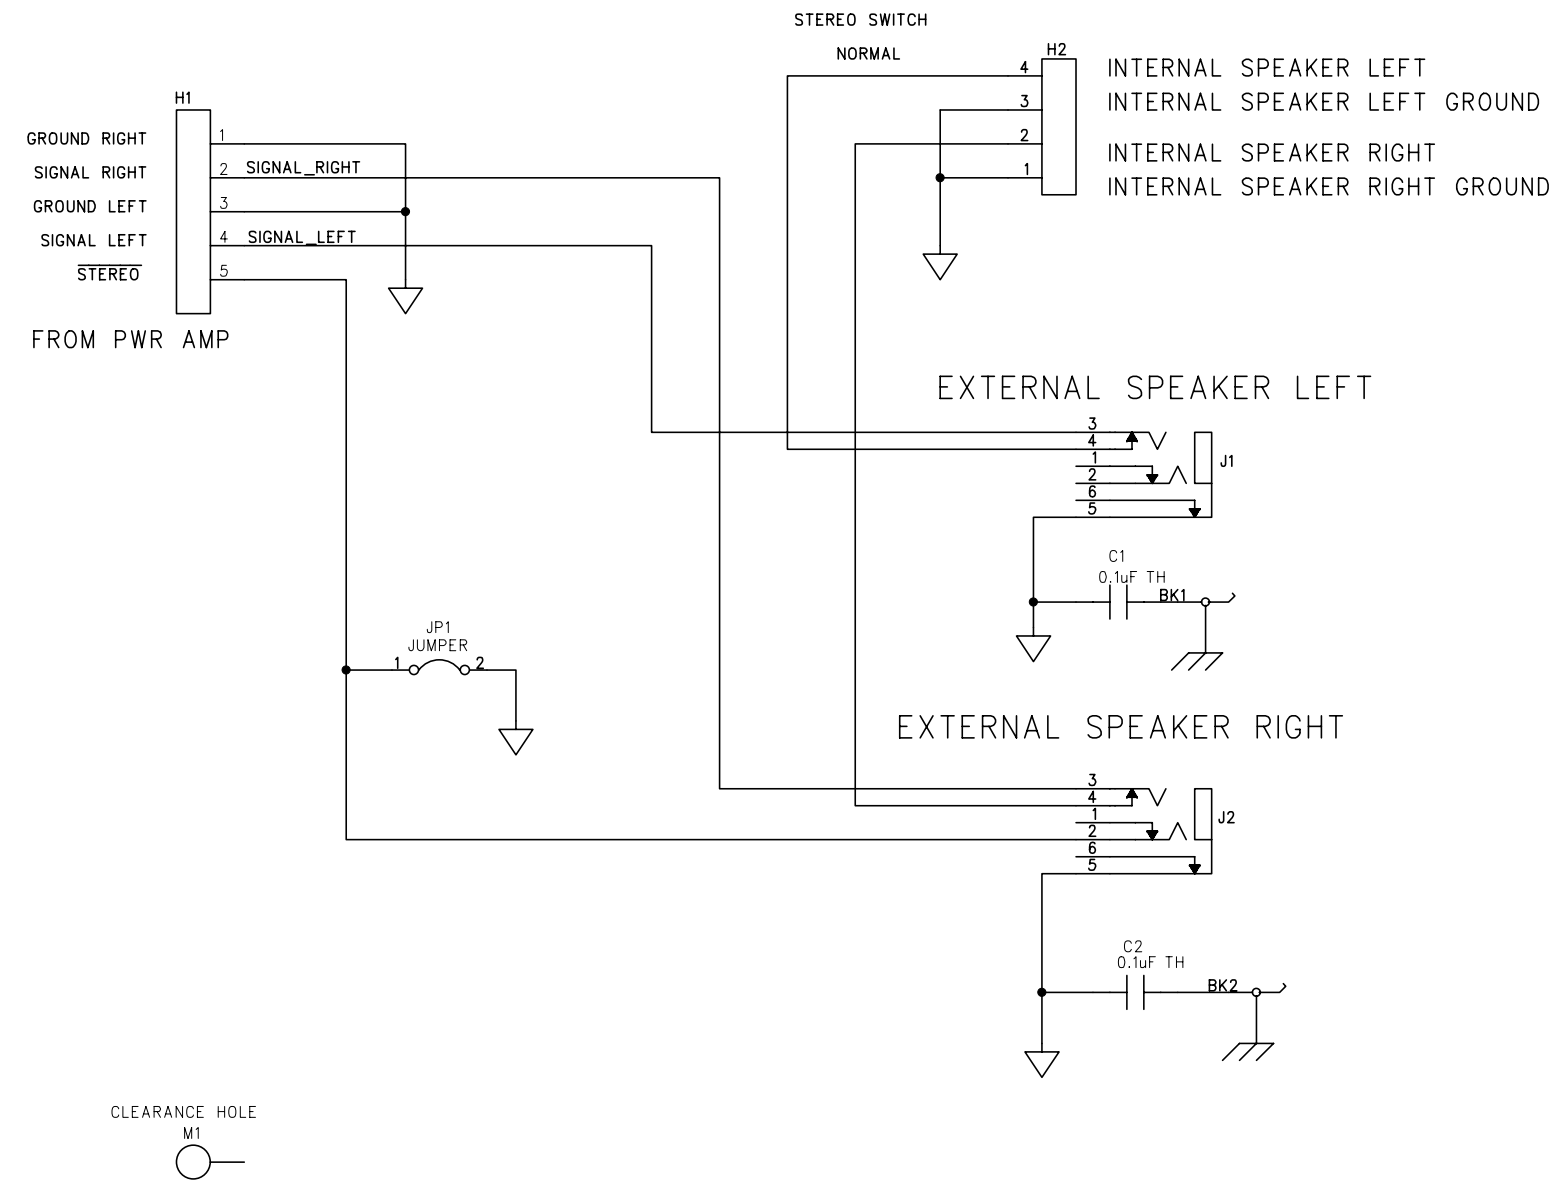 STEREO SWITCH
NORMAL
H2
4
INTERNAL SPEAKER LEFT
3
INTERNAL SPEAKER LEFT GROUND
2
INTERNAL SPEAKER RIGHT
1
INTERNAL SPEAKER RIGHT GROUND
H1
GROUND RIGHT
1
SIGNAL RIGHT
2
SIGNAL_RIGHT
GROUND LEFT
3
SIGNAL LEFT
4
SIGNAL_LEFT
STEREO
5
FROM PWR AMP
EXTERNAL SPEAKER LEFT
3
4
1
2
6
5
J1
C1
0.1uF TH
BK1
JP1
JUMPER
1
2
EXTERNAL SPEAKER RIGHT
3
4
1
2
6
5
J2
C2
0.1uF TH
BK2
CLEARANCE HOLE
M1